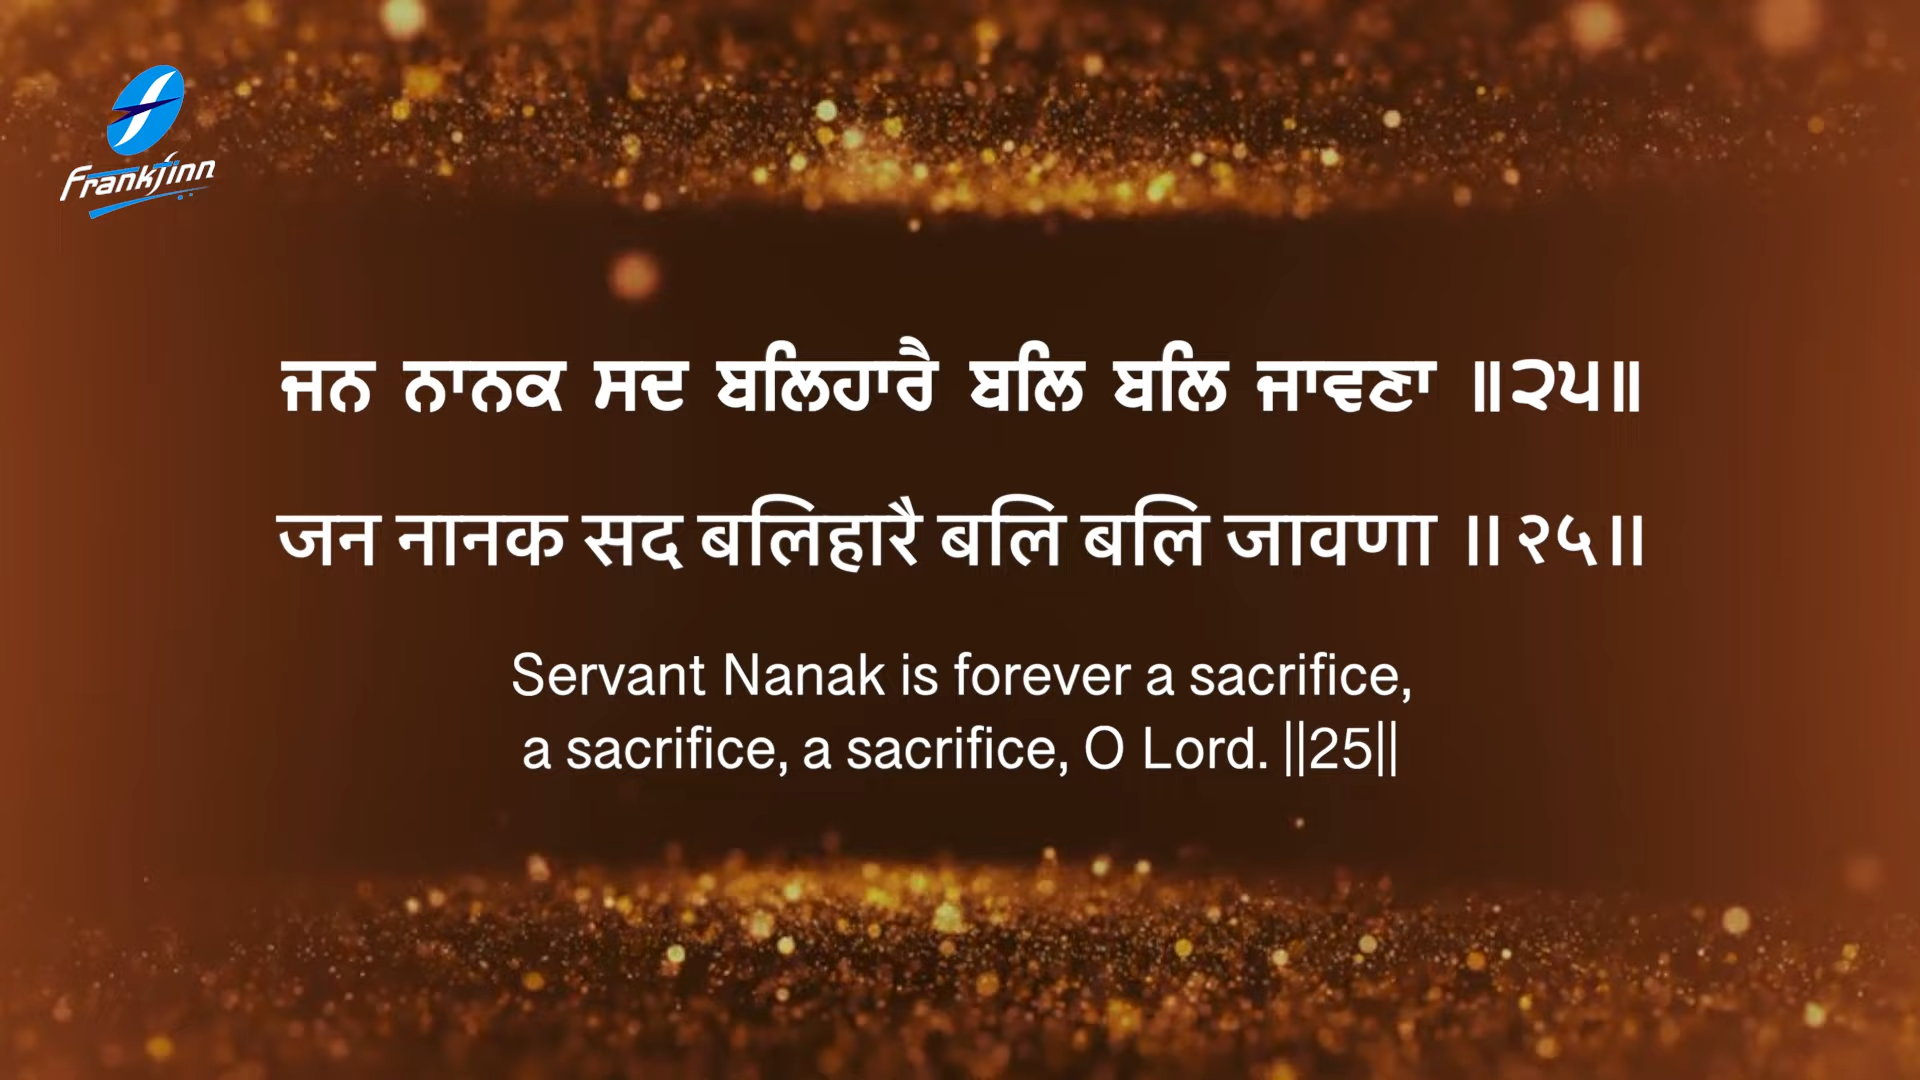 Frankfinn
ਜਨ ਨਾਨਕ ਸਦ ਬਲਿਹਾਰੈ ਬਲਿ ਬਲਿ ਜਾਵਣਾ ॥੨੫॥
जन नानक सद बलिहारै बलि बलि जावणा ॥२५॥
Servant Nanak is forever a sacrifice,
a sacrifice, a sacrifice, O Lord. ||25||